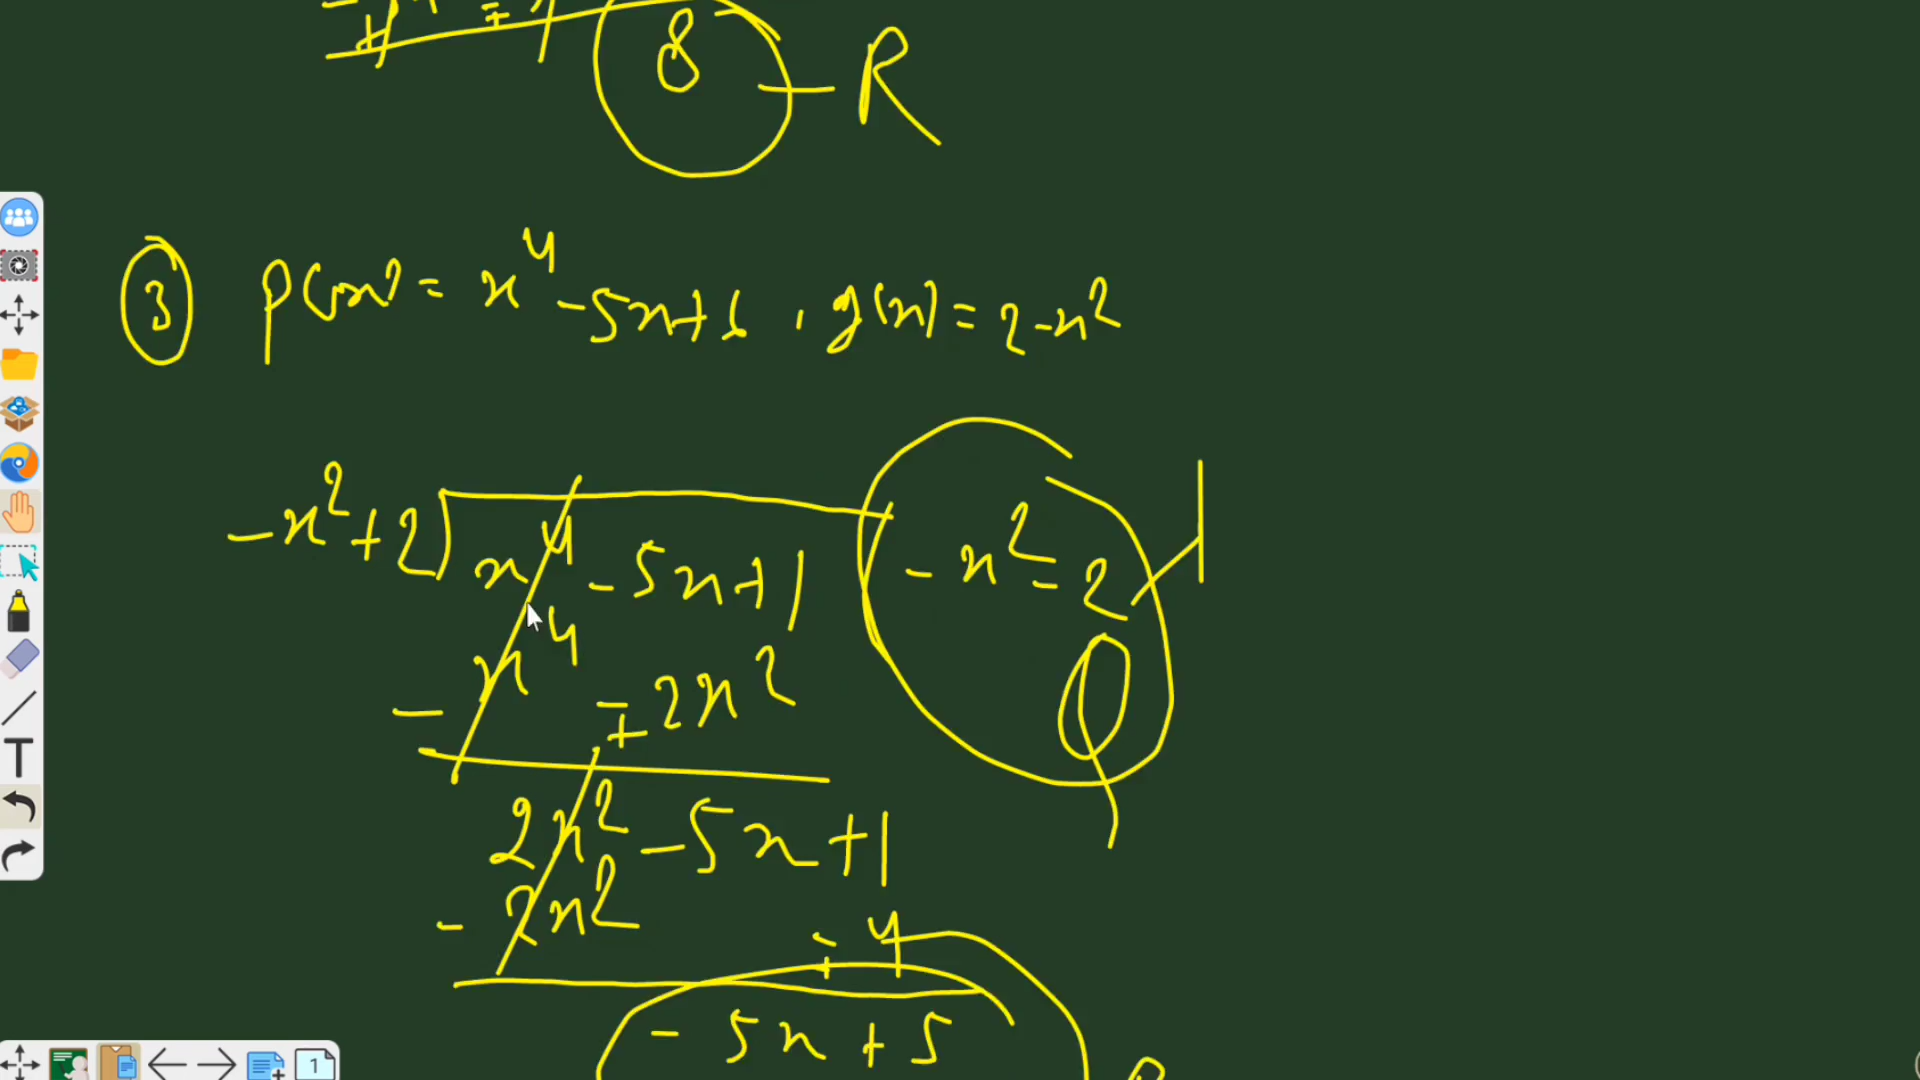 8 — R
③ p(x) = x⁴ - 5x + 6 , g(x) = 2 - x²
-x² + 2 ) x⁴ - 5x + 1 ( -x² - 2
- x⁴ ∓ 2x²
2x² - 5x + 1
- 2x² ∓ 4
- 5x + 5
1